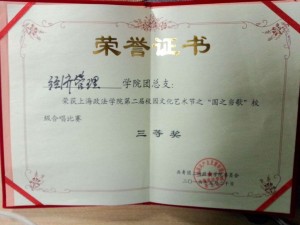 荣誉证书
经济管理 学院团总支：
荣获上海政法学院第二届校园文化艺术节之“国之音歌”校
级合唱比赛
三等奖